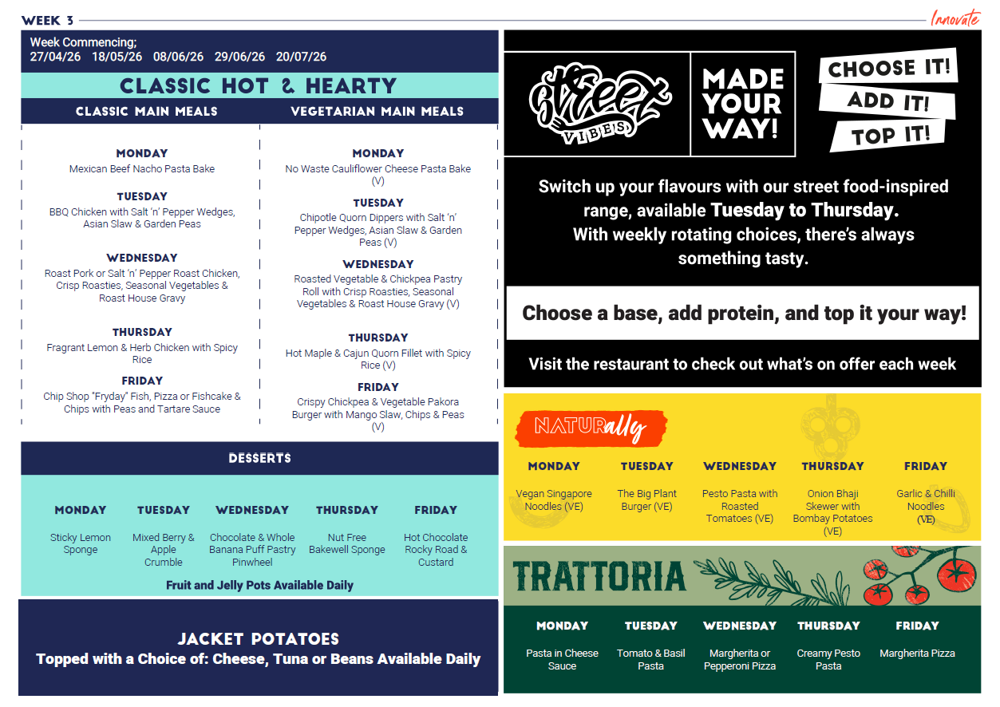 WEEK 3
Innovate
Week Commencing;
27/04/26 18/05/26 08/06/26 29/06/26 20/07/26
CLASSIC HOT & HEARTY
CLASSIC MAIN MEALS
MONDAY
Mexican Beef Nacho Pasta Bake
TUESDAY
BBQ Chicken with Salt ‘n’ Pepper Wedges,
Asian Slaw & Garden Peas
WEDNESDAY
Roast Pork or Salt ‘n’ Pepper Roast Chicken,
Crisp Roasties, Seasonal Vegetables &
Roast House Gravy
THURSDAY
Fragrant Lemon & Herb Chicken with Spicy
Rice
FRIDAY
Chip Shop "Fryday" Fish, Pizza or Fishcake &
Chips with Peas and Tartare Sauce
VEGETARIAN MAIN MEALS
MONDAY
No Waste Cauliflower Cheese Pasta Bake
(V)
TUESDAY
Chipotle Quorn Dippers with Salt ‘n’
Pepper Wedges, Asian Slaw & Garden
Peas (V)
WEDNESDAY
Roasted Vegetable & Chickpea Pastry
Roll with Crisp Roasties, Seasonal
Vegetables & Roast House Gravy (V)
THURSDAY
Hot Maple & Cajun Quorn Fillet with Spicy
Rice (V)
FRIDAY
Crispy Chickpea & Vegetable Pakora
Burger with Mango Slaw, Chips & Peas
(V)
DESSERTS
MONDAY
Sticky Lemon
Sponge
TUESDAY
Mixed Berry &
Apple
Crumble
WEDNESDAY
Chocolate & Whole
Banana Puff Pastry
Pinwheel
THURSDAY
Nut Free
Bakewell Sponge
FRIDAY
Hot Chocolate
Rocky Road &
Custard
Fruit and Jelly Pots Available Daily
JACKET POTATOES
Topped with a Choice of: Cheese, Tuna or Beans Available Daily
Street
VIBES
MADE
YOUR
WAY!
CHOOSE IT!
ADD IT!
TOP IT!
Switch up your flavours with our street food-inspired
range, available Tuesday to Thursday.
With weekly rotating choices, there’s always
something tasty.
Choose a base, add protein, and top it your way!
Visit the restaurant to check out what’s on offer each week
NATURally
MONDAY
Vegan Singapore
Noodles (VE)
TUESDAY
The Big Plant
Burger (VE)
WEDNESDAY
Pesto Pasta with
Roasted
Tomatoes (VE)
THURSDAY
Onion Bhaji
Skewer with
Bombay Potatoes
(VE)
FRIDAY
Garlic & Chilli
Noodles
(VE)
TRATTORIA
MONDAY
Pasta in Cheese
Sauce
TUESDAY
Tomato & Basil
Pasta
WEDNESDAY
Margherita or
Pepperoni Pizza
THURSDAY
Creamy Pesto
Pasta
FRIDAY
Margherita Pizza